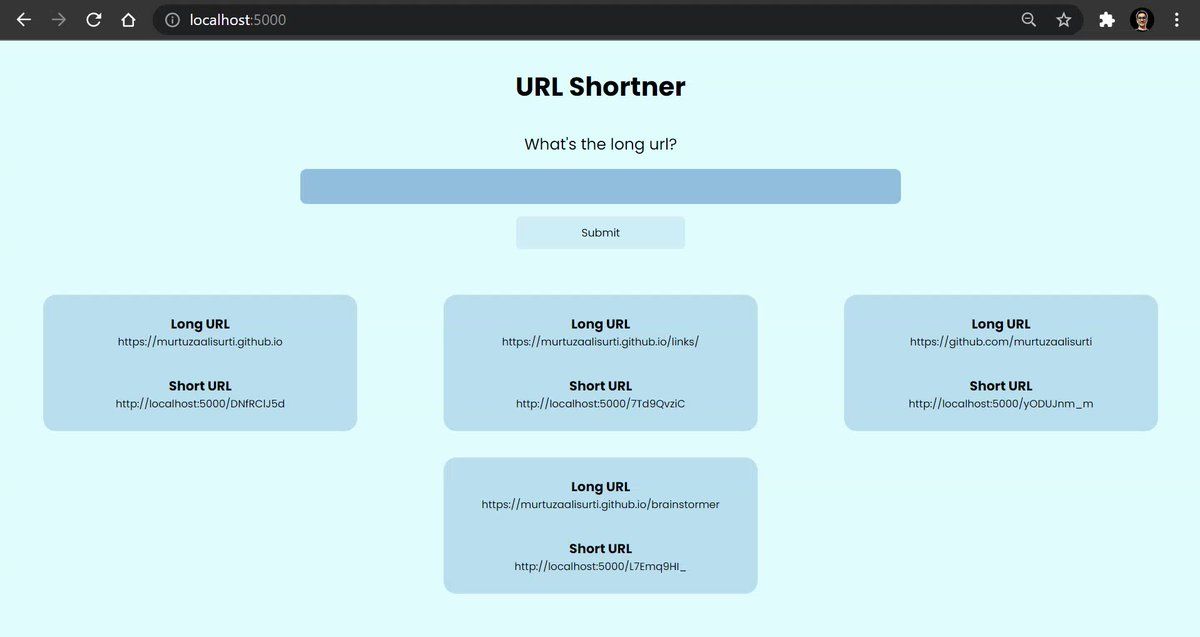 localhost:5000
URL Shortner
What's the long url?
Submit
Long URL
https://murtuzaalisurti.github.io
Short URL
http://localhost:5000/DNfRClJ5d
Long URL
https://murtuzaalisurti.github.io/links/
Short URL
http://localhost:5000/7Td9QvziC
Long URL
https://github.com/murtuzaalisurti
Short URL
http://localhost:5000/yODUJnm_m
Long URL
https://murtuzaalisurti.github.io/brainstormer
Short URL
http://localhost:5000/L7Emq9HI_